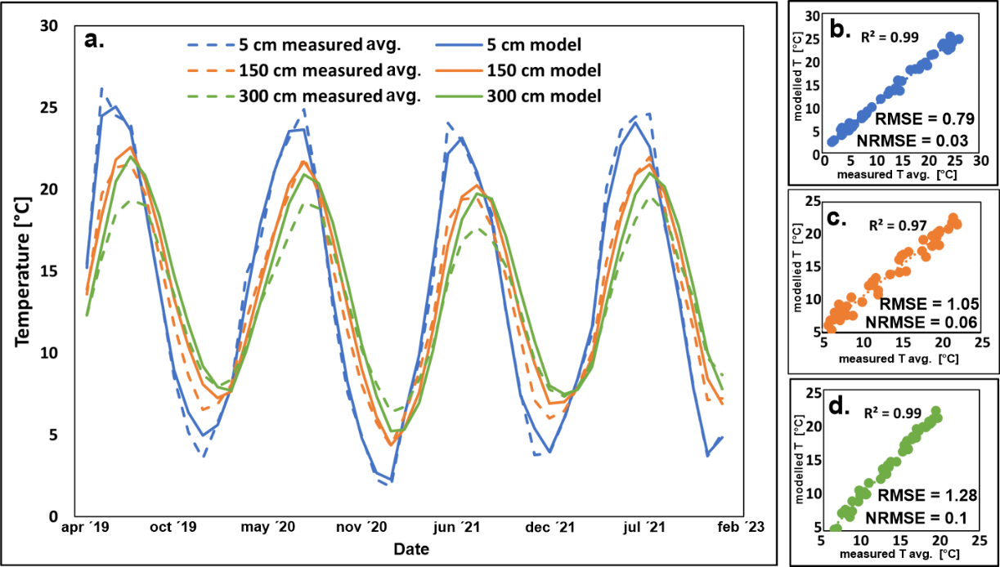 a.
5 cm measured avg. 5 cm model
150 cm measured avg. 150 cm model
300 cm measured avg. 300 cm model
Temperature [°C]
30
25
20
15
10
5
0
apr ´19 oct ´19 may ´20 nov ´20 jun ´21 dec ´21 jul ´21 feb ´23
Date
b.
R² = 0.99
RMSE = 0.79
NRMSE = 0.03
modelled T [°C]
30
25
20
15
10
5
0
0 5 10 15 20 25 30
measured T avg. [°C]
c.
R² = 0.97
RMSE = 1.05
NRMSE = 0.06
modelled T [°C]
25
20
15
10
5
5 10 15 20 25
measured T avg. [°C]
d.
R² = 0.99
RMSE = 1.28
NRMSE = 0.1
modelled T [°C]
25
20
15
10
5
5 10 15 20 25
measured T avg. [°C]